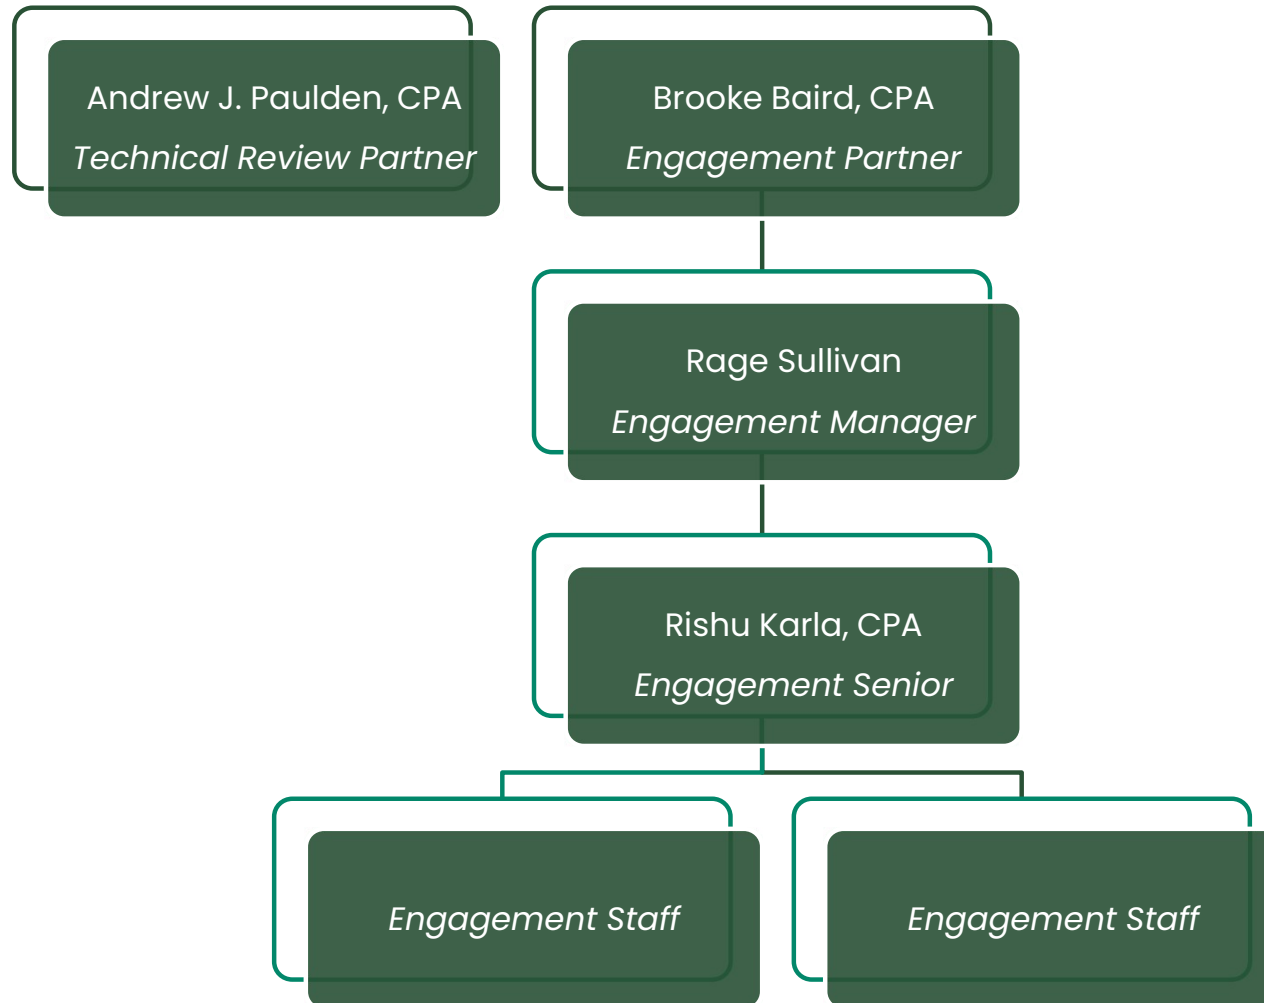 Andrew J. Paulden, CPA
Technical Review Partner
Brooke Baird, CPA
Engagement Partner
Rage Sullivan
Engagement Manager
Rishu Karla, CPA
Engagement Senior
Engagement Staff
Engagement Staff